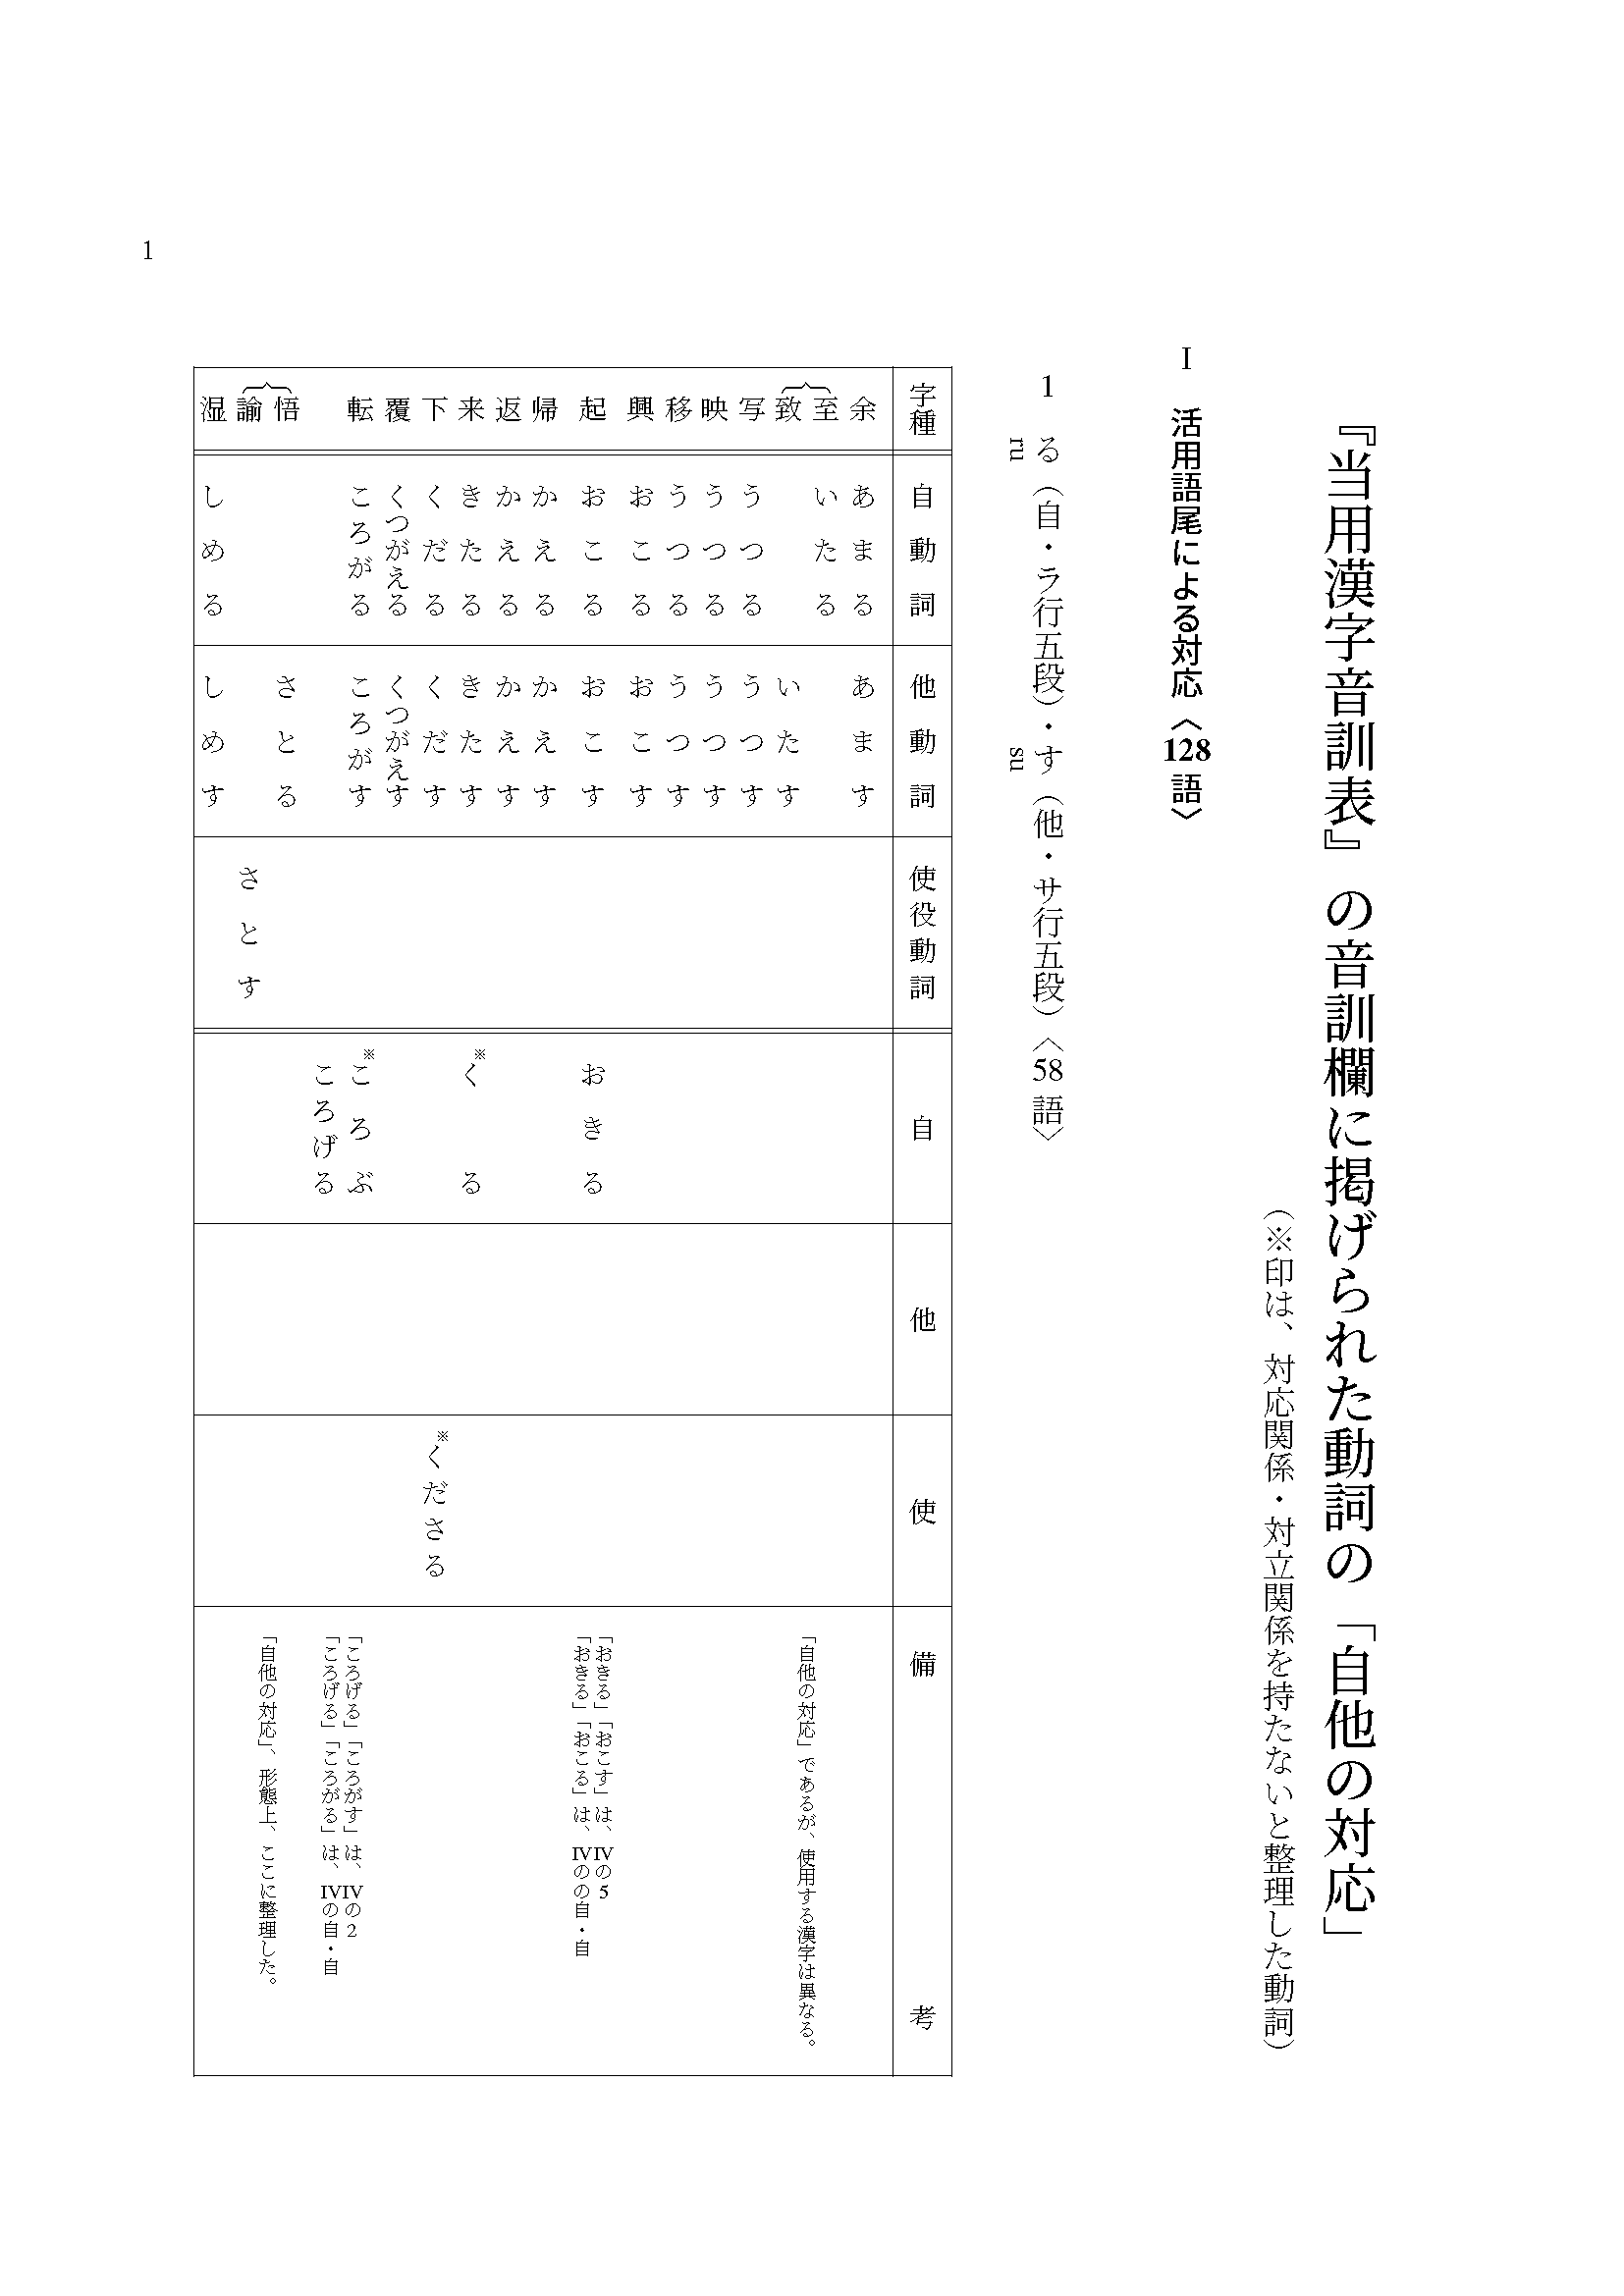 『当用漢字音訓表』の音訓欄に掲げられた動詞の「自他の対応」
（※印は、対応関係・対立関係を持たないと整理した動詞）
I 活用語尾による対応〈128語〉
1 る（自・ラ行五段）・す（他・サ行五段）〈58語〉
ru su
字種 自動詞 他動詞 使役動詞 自 他 使 備考
余 あまる あます
至 いたる
「自他の対応」であるが、使用する漢字は異なる。
致 いたす
写 うつる うつす
映 うつる うつす
移 うつる うつす
興 おこる おこす
起 おこる おこす おきる
「おきる」「おこす」は、IVの5
「おきる」「おこる」は、IVのの自・自
帰 かえる かえす
返 かえる かえす
来 きたる きたす ※くる
下 くだる くだす ※くださる
覆 くつがえる くつがえす
転 ころがる ころがす ※ころぶ
「ころげる」「ころがす」は、IVの2
ころげる
「ころげる」「ころがる」は、IVの自・自
悟 さとる
「自他の対応」、形態上、ここに整理した。
諭 さとす
湿 しめる しめす
1